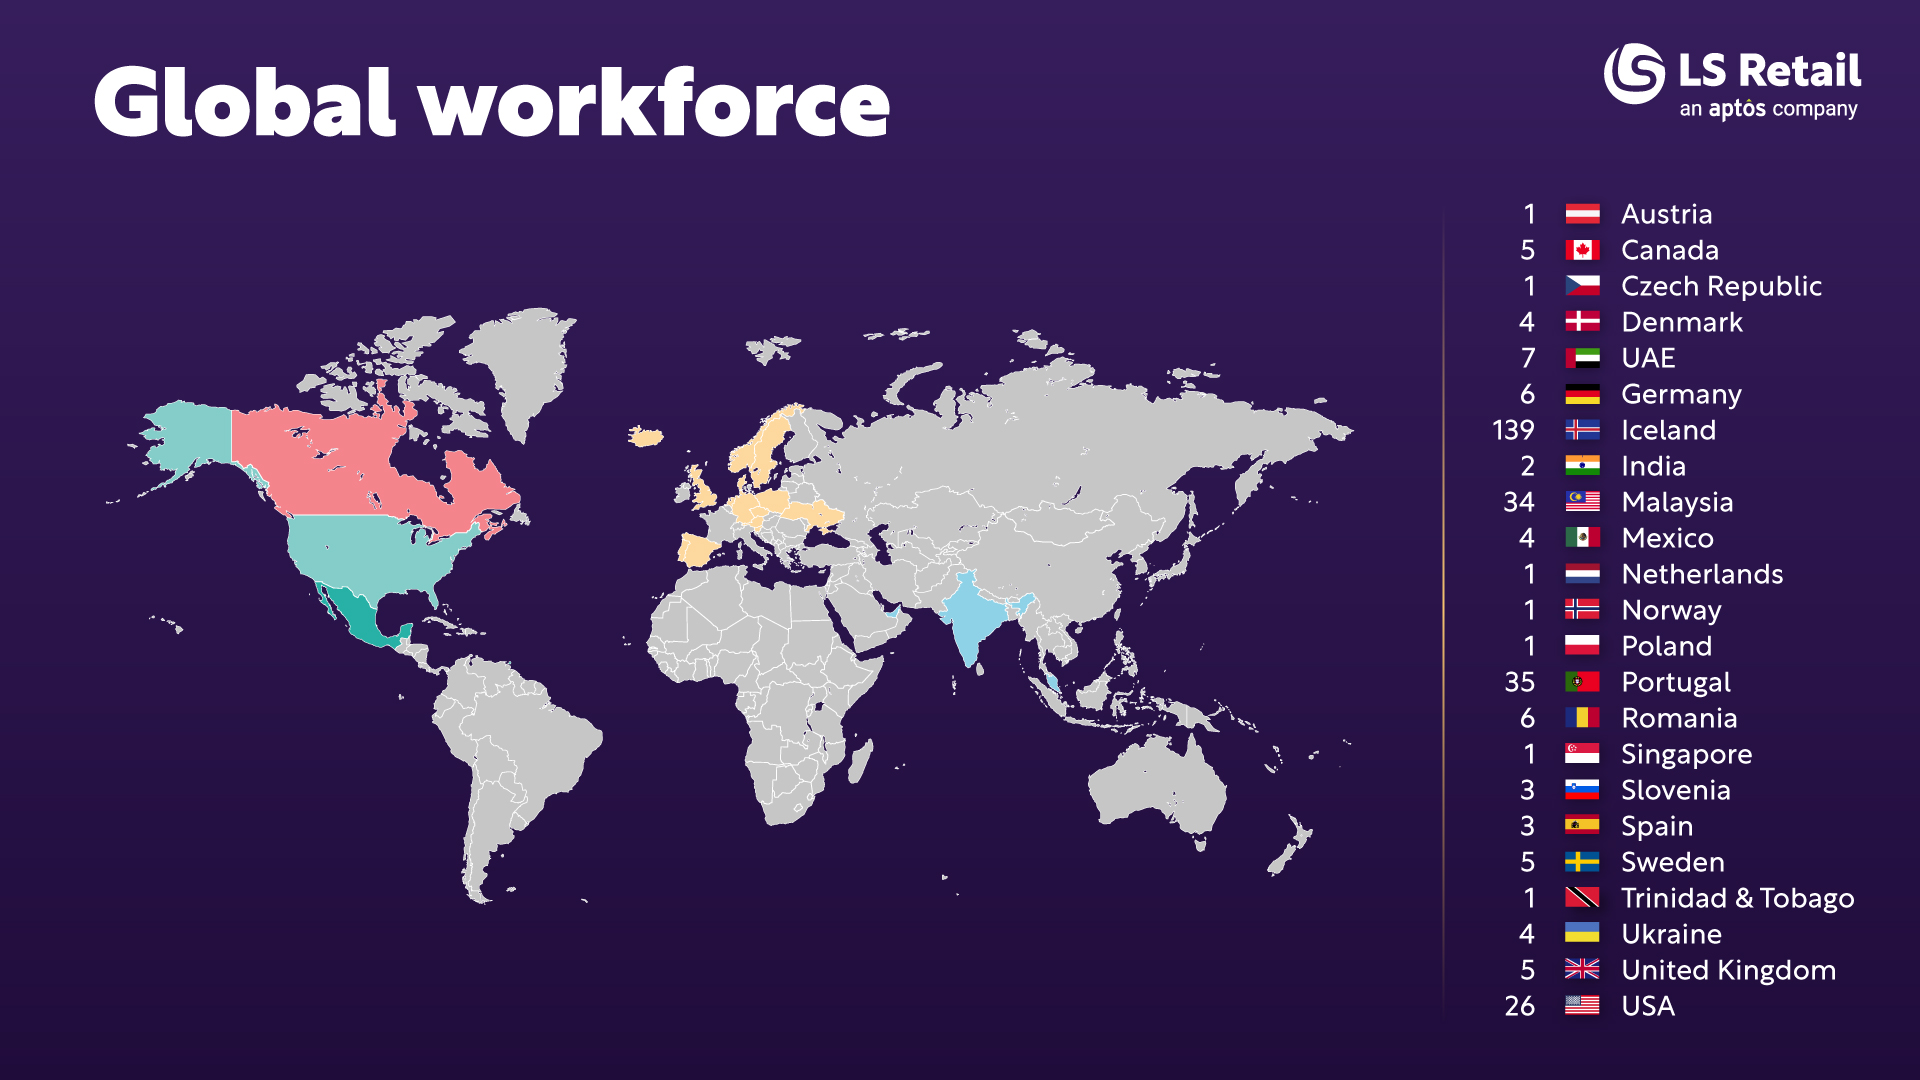 Global workforce
LS Retail
an aptos company
1 Austria
5 Canada
1 Czech Republic
4 Denmark
7 UAE
6 Germany
139 Iceland
2 India
34 Malaysia
4 Mexico
1 Netherlands
1 Norway
1 Poland
35 Portugal
6 Romania
1 Singapore
3 Slovenia
3 Spain
5 Sweden
1 Trinidad & Tobago
4 Ukraine
5 United Kingdom
26 USA